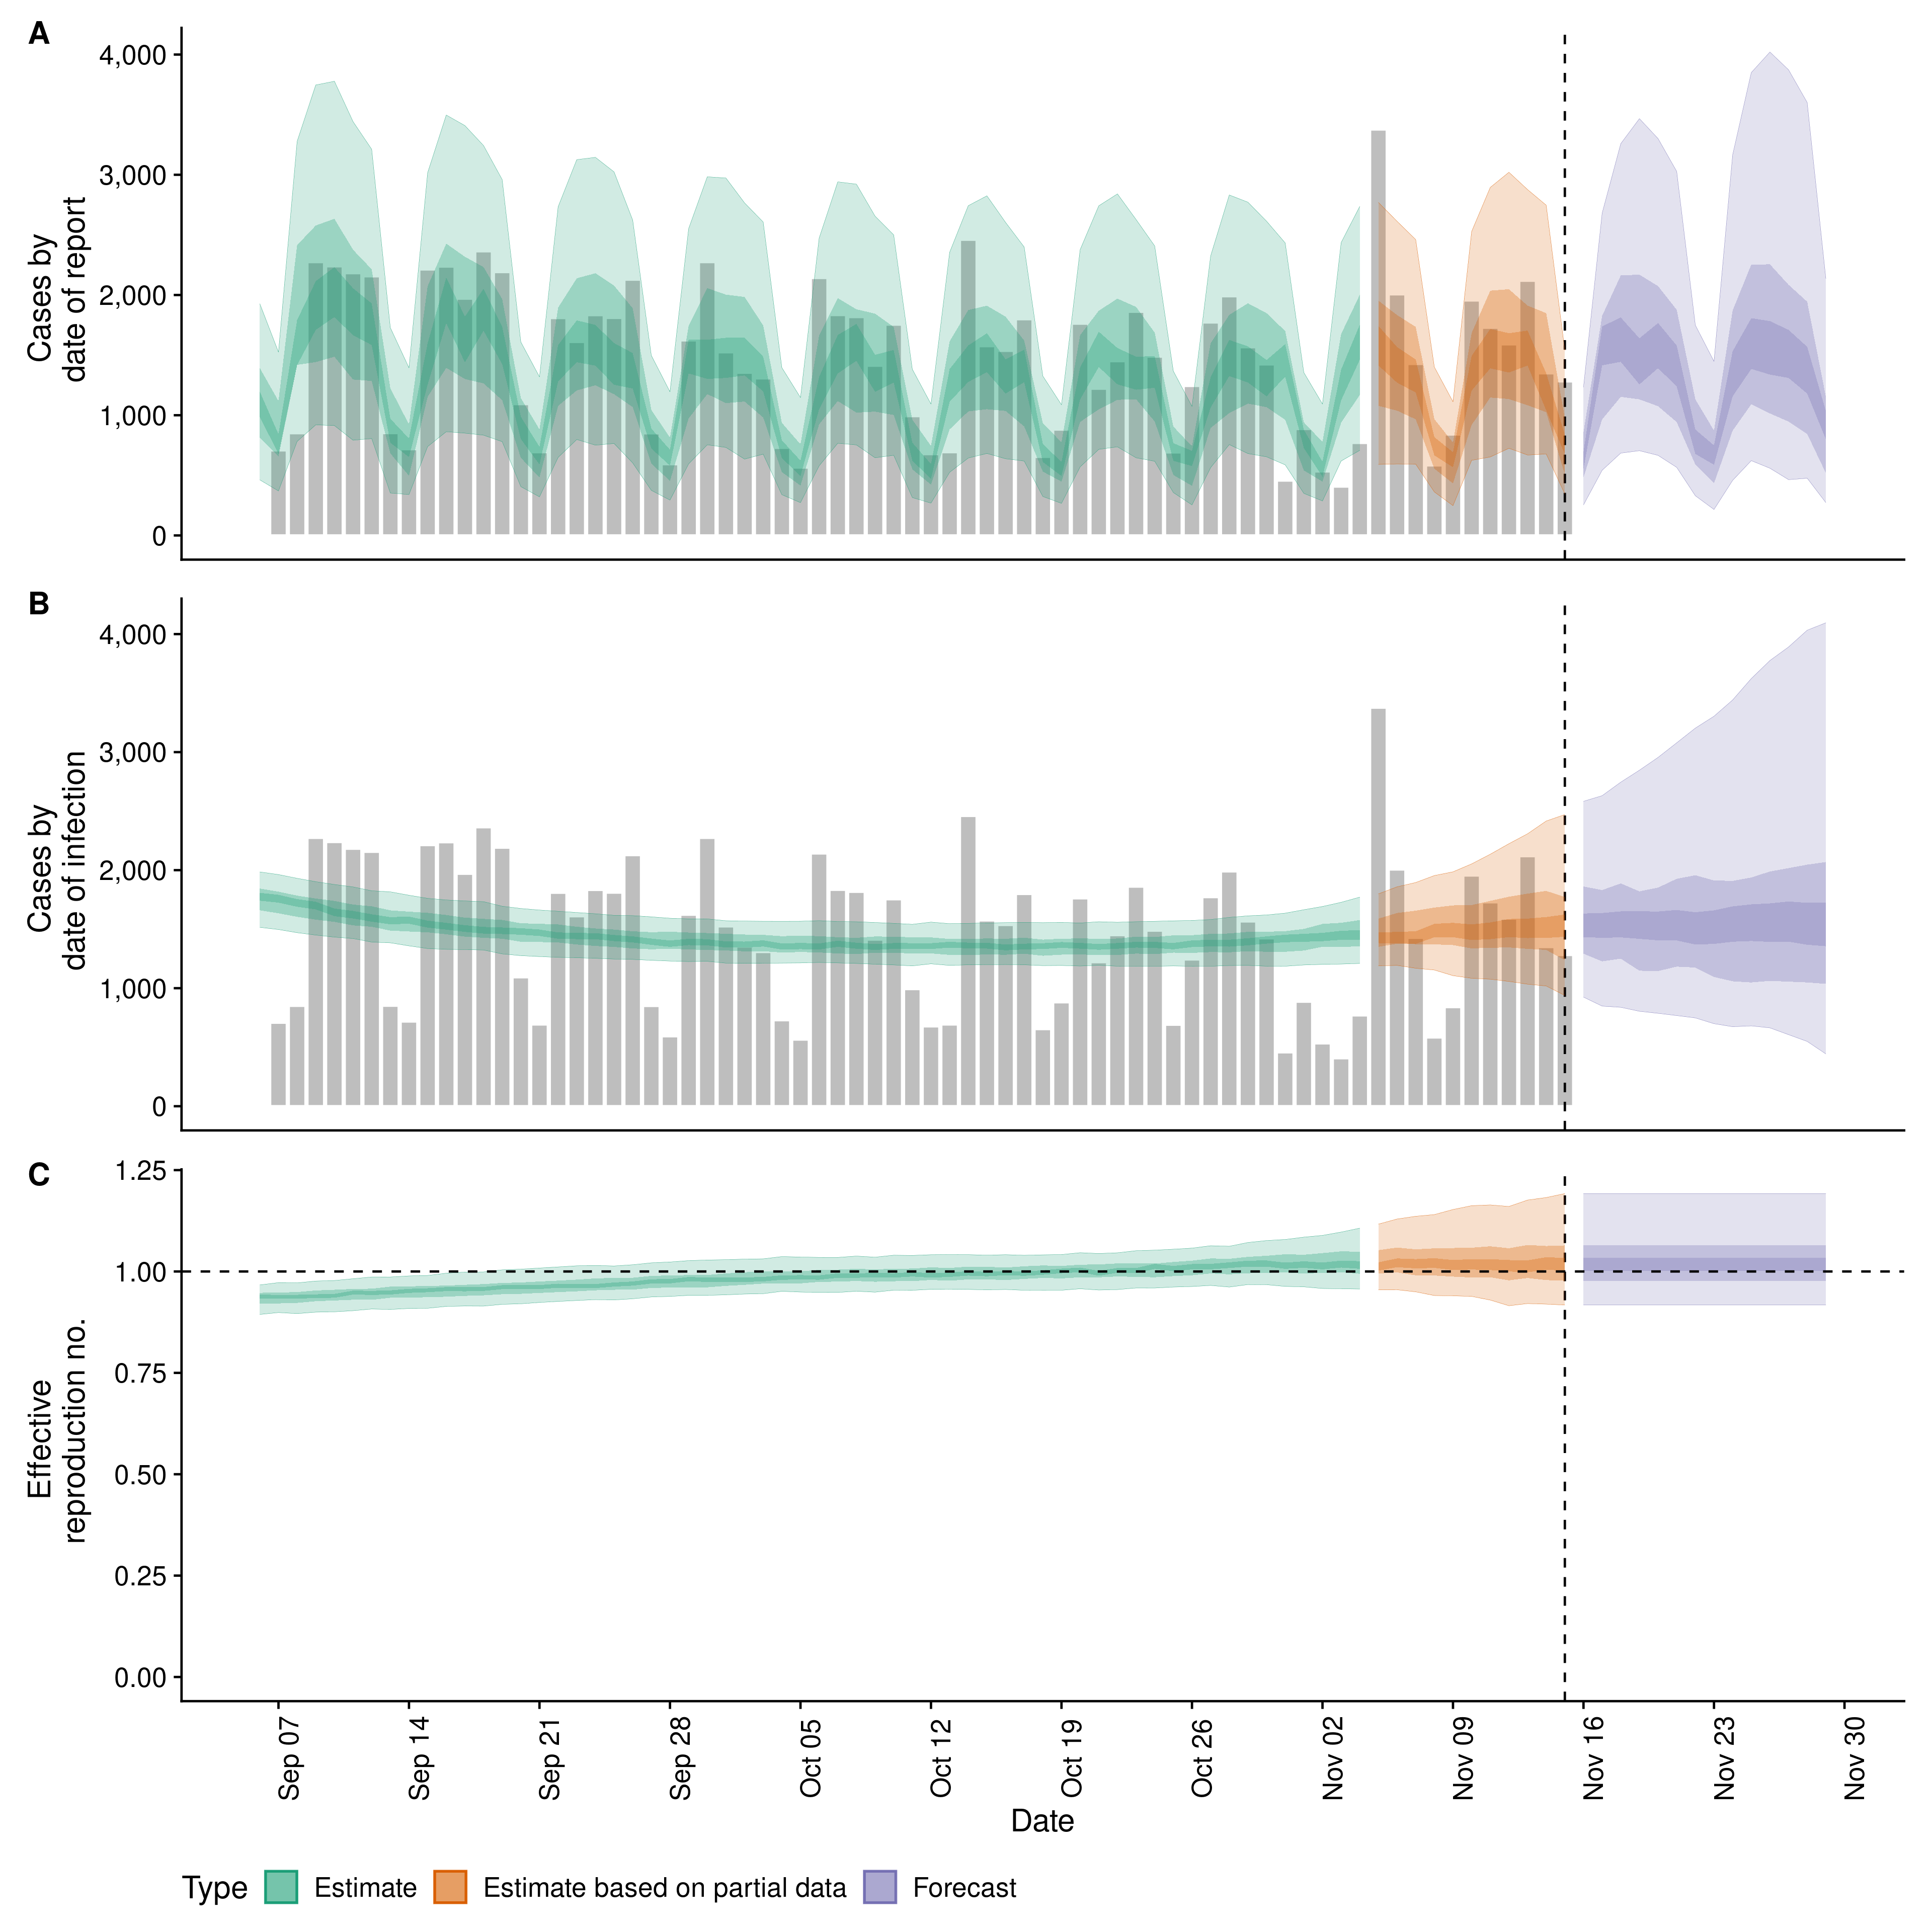 A
4,000
3,000
2,000
1,000
0
Cases by
date of report
B
4,000
3,000
2,000
1,000
0
Cases by
date of infection
C
1.25
1.00
0.75
0.50
0.25
0.00
Effective
reproduction no.
Sep 07
Sep 14
Sep 21
Sep 28
Oct 05
Oct 12
Oct 19
Oct 26
Nov 02
Nov 09
Nov 16
Nov 23
Nov 30
Date
Type Estimate Estimate based on partial data Forecast